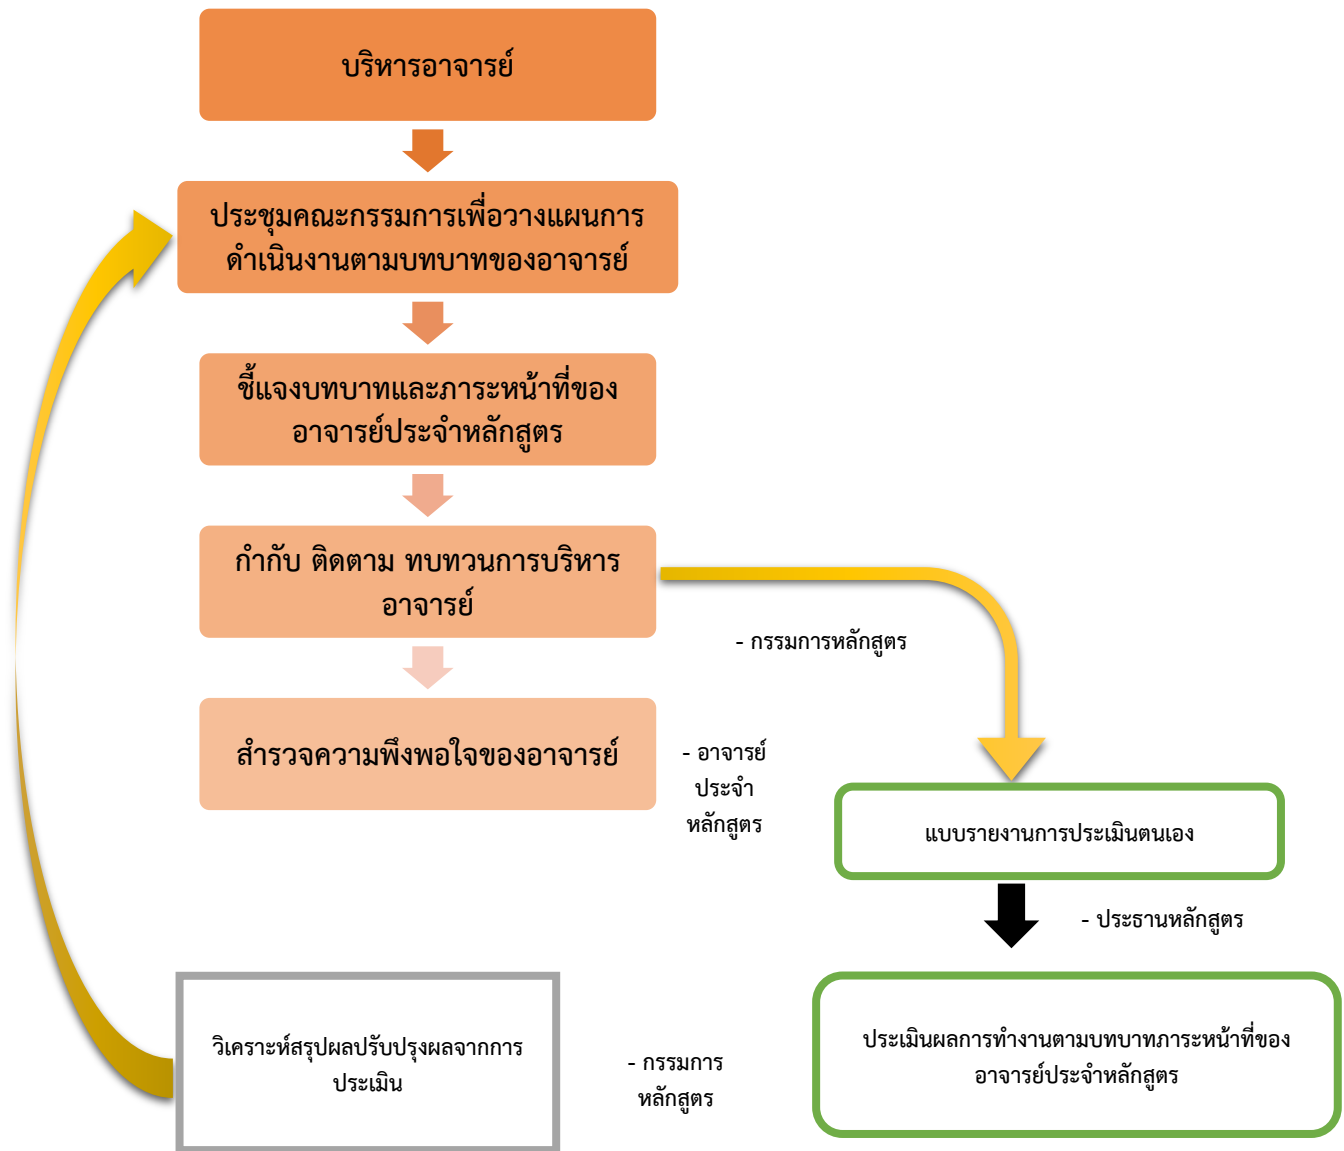 บริหารอาจารย์
ประชุมคณะกรรมการเพื่อวางแผนการ
ดำเนินงานตามบทบาทของอาจารย์
ชี้แจงบทบาทและภาระหน้าที่ของ
อาจารย์ประจำหลักสูตร
กำกับ ติดตาม ทบทวนการบริหาร
อาจารย์
- กรรมการหลักสูตร
สำรวจความพึงพอใจของอาจารย์
- อาจารย์
ประจำ
หลักสูตร
แบบรายงานการประเมินตนเอง
- ประธานหลักสูตร
ประเมินผลการทำงานตามบทบาทภาระหน้าที่ของ
อาจารย์ประจำหลักสูตร
- กรรมการ
หลักสูตร
วิเคราะห์สรุปผลปรับปรุงผลจากการ
ประเมิน